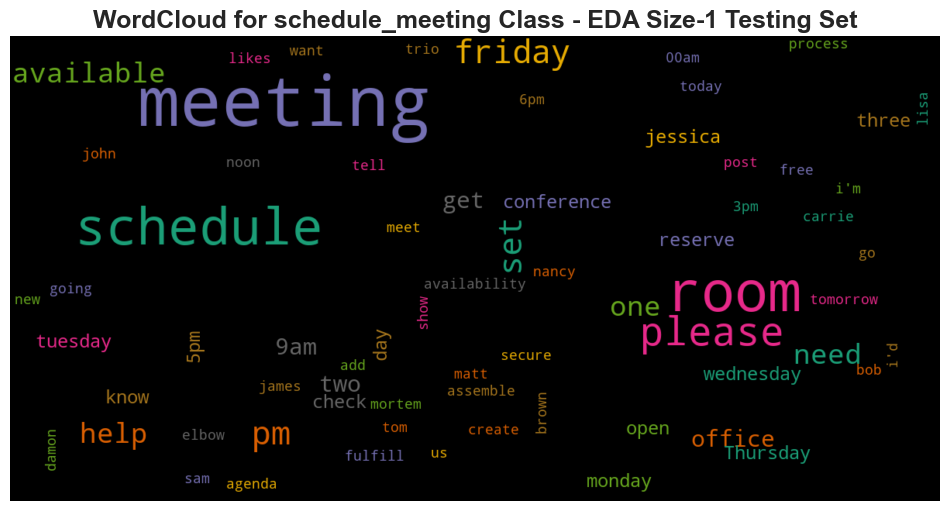 WordCloud for schedule_meeting Class - EDA Size-1 Testing Set
likes want trio friday 00am process
available meeting 6pm today three lisa
jessica
john noon tell post free
i'm
get conference 3pm carrie
schedule meet set reserve
go
nancy
availability
going room tomorrow
new show one
please
tuesday 5pm 9am day need i'd
secure
add wednesday bob
matt
james two assemble
know check mortem brown
tom create open
help elbow pm office
us Thursday
damon fulfill
sam agenda monday